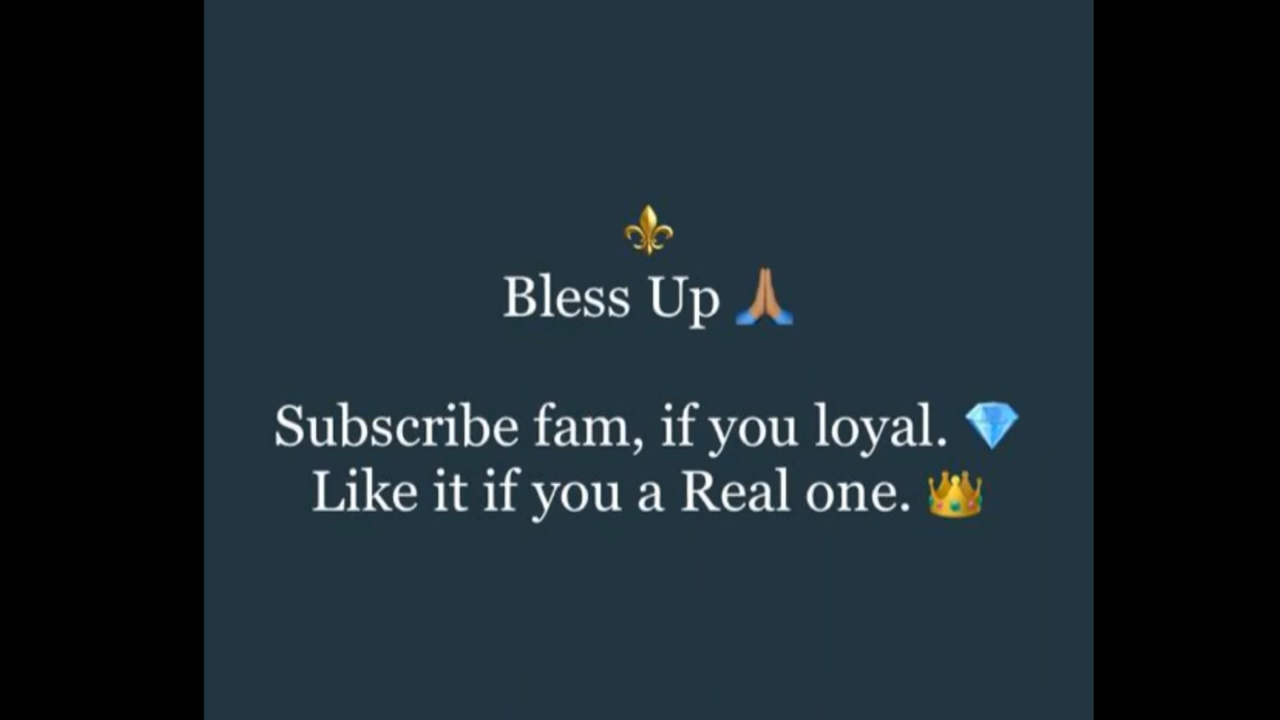 ⚜️
Bless Up 🙏🏽
Subscribe fam, if you loyal. 💎
Like it if you a Real one. 👑